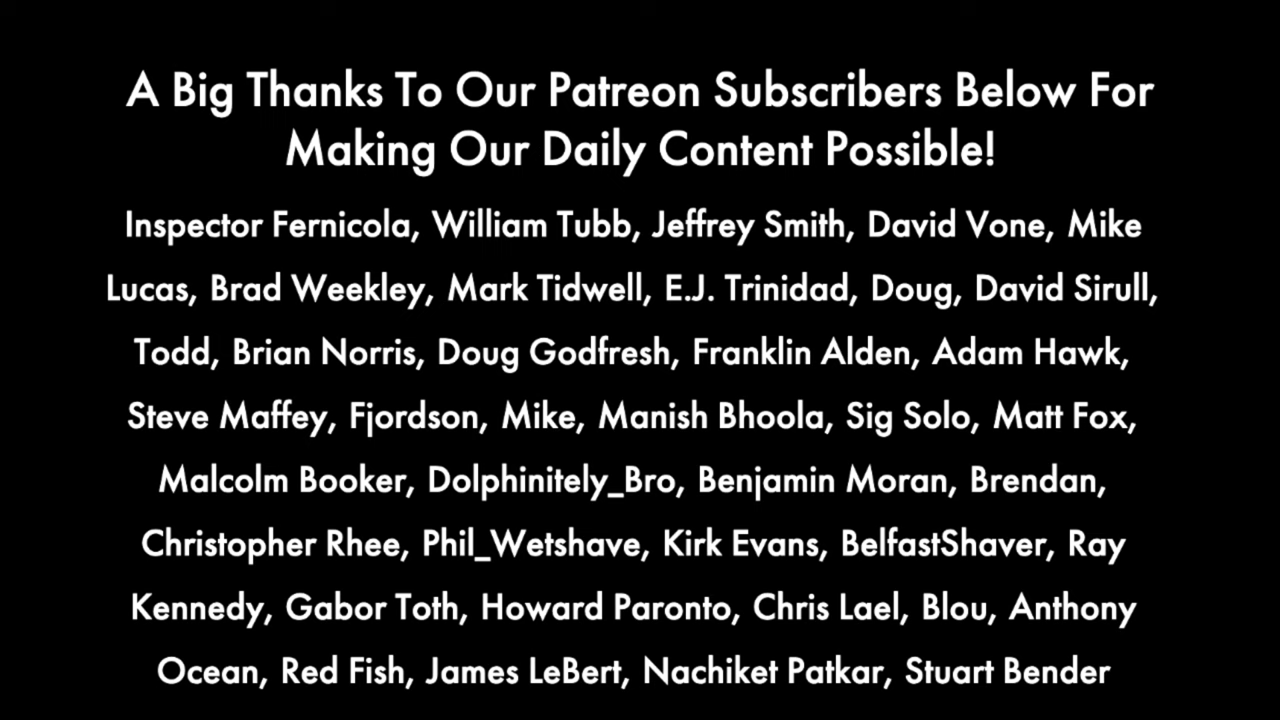 A Big Thanks To Our Patreon Subscribers Below For
Making Our Daily Content Possible!
Inspector Fernicola, William Tubb, Jeffrey Smith, David Vone, Mike
Lucas, Brad Weekley, Mark Tidwell, E.J. Trinidad, Doug, David Sirull,
Todd, Brian Norris, Doug Godfresh, Franklin Alden, Adam Hawk,
Steve Maffey, Fjordson, Mike, Manish Bhoola, Sig Solo, Matt Fox,
Malcolm Booker, Dolphinitely_Bro, Benjamin Moran, Brendan,
Christopher Rhee, Phil_Wetshave, Kirk Evans, BelfastShaver, Ray
Kennedy, Gabor Toth, Howard Paronto, Chris Lael, Blou, Anthony
Ocean, Red Fish, James LeBert, Nachiket Patkar, Stuart Bender